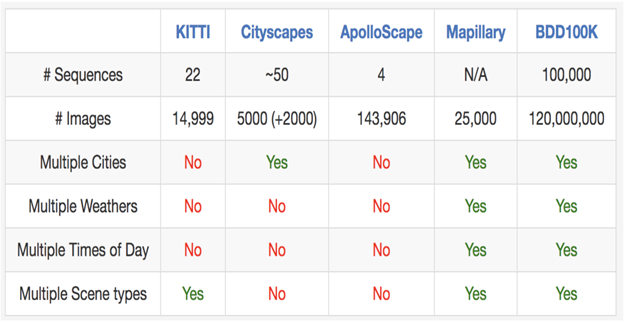 KITTI Cityscapes ApolloScape Mapillary BDD100K
# Sequences 22 ~50 4 N/A 100,000
# Images 14,999 5000 (+2000) 143,906 25,000 120,000,000
Multiple Cities No Yes No Yes Yes
Multiple Weathers No No No Yes Yes
Multiple Times of Day No No No Yes Yes
Multiple Scene types Yes No No Yes Yes